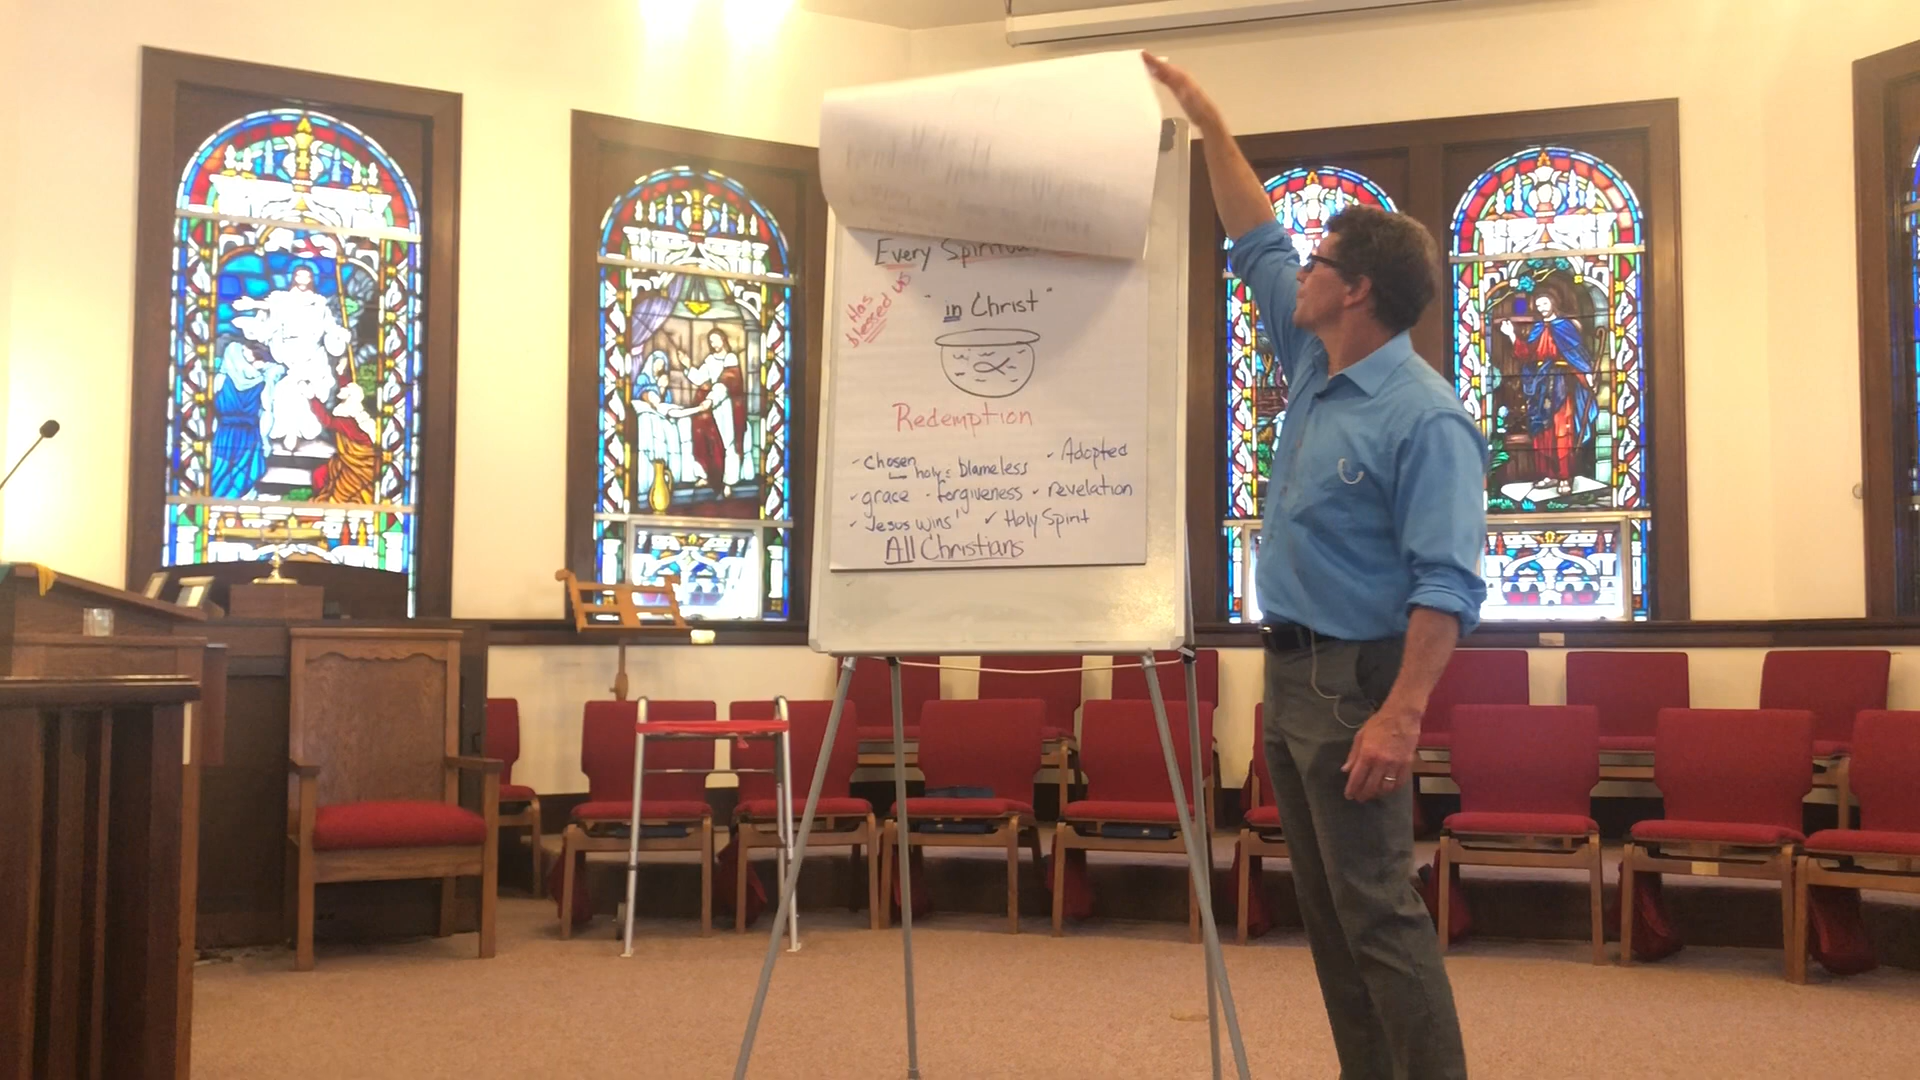 Every Spiritua
Has
blessed us
"in Christ"
Redemption
- Chosen
holy & blameless
- Adopted
- grace - forgiveness - revelation
- Jesus wins! ✓ Holy Spirit
All Christians